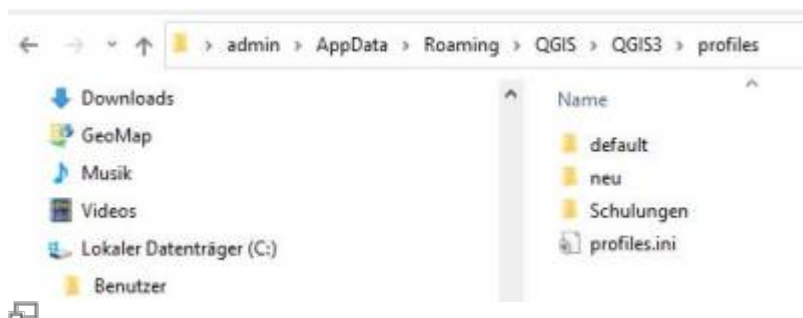 admin > AppData > Roaming > QGIS > QGIS3 > profiles
Downloads
GeoMap
Musik
Videos
Lokaler Datenträger (C:)
Benutzer
Name
default
neu
Schulungen
profiles.ini